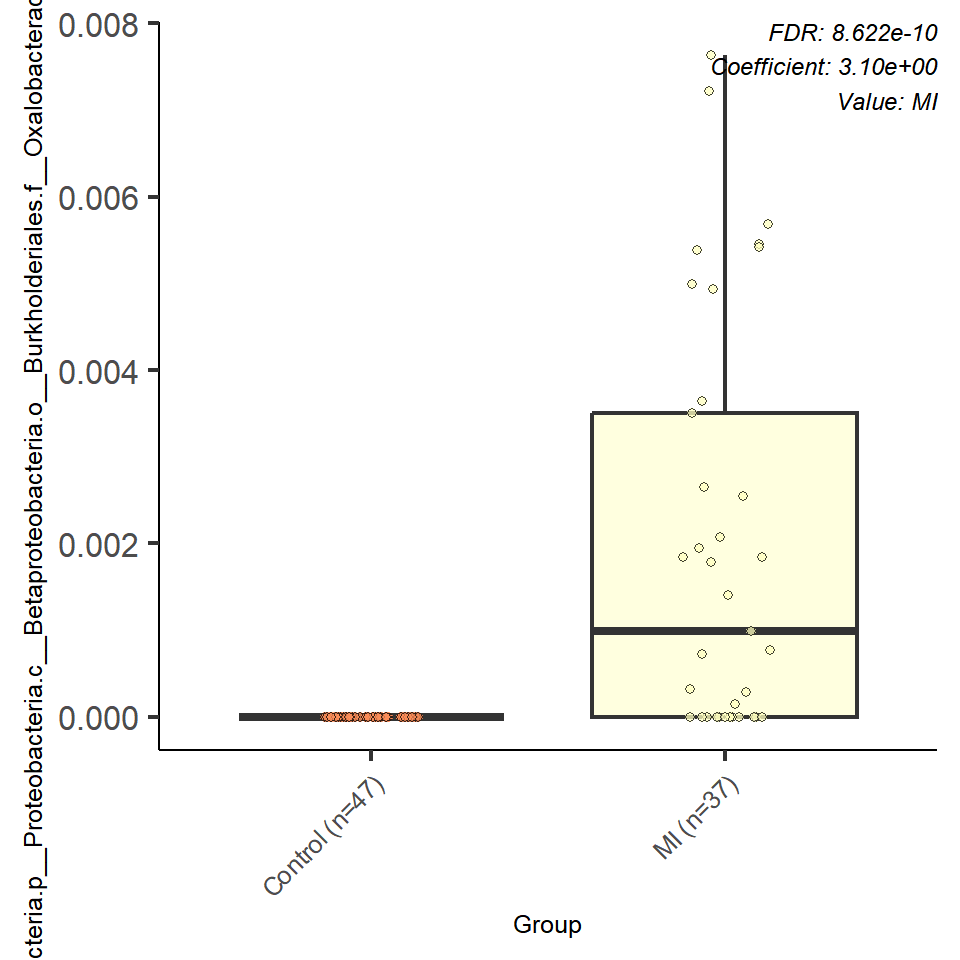 cteria.p__Proteobacteria.c__Betaproteobacteria.o__Burkholderiales.f__Oxalobacterac
0.008
0.006
0.004
0.002
0.000
FDR: 8.622e-10
Coefficient: 3.10e+00
Value: MI
Control (n=47)
MI (n=37)
Group